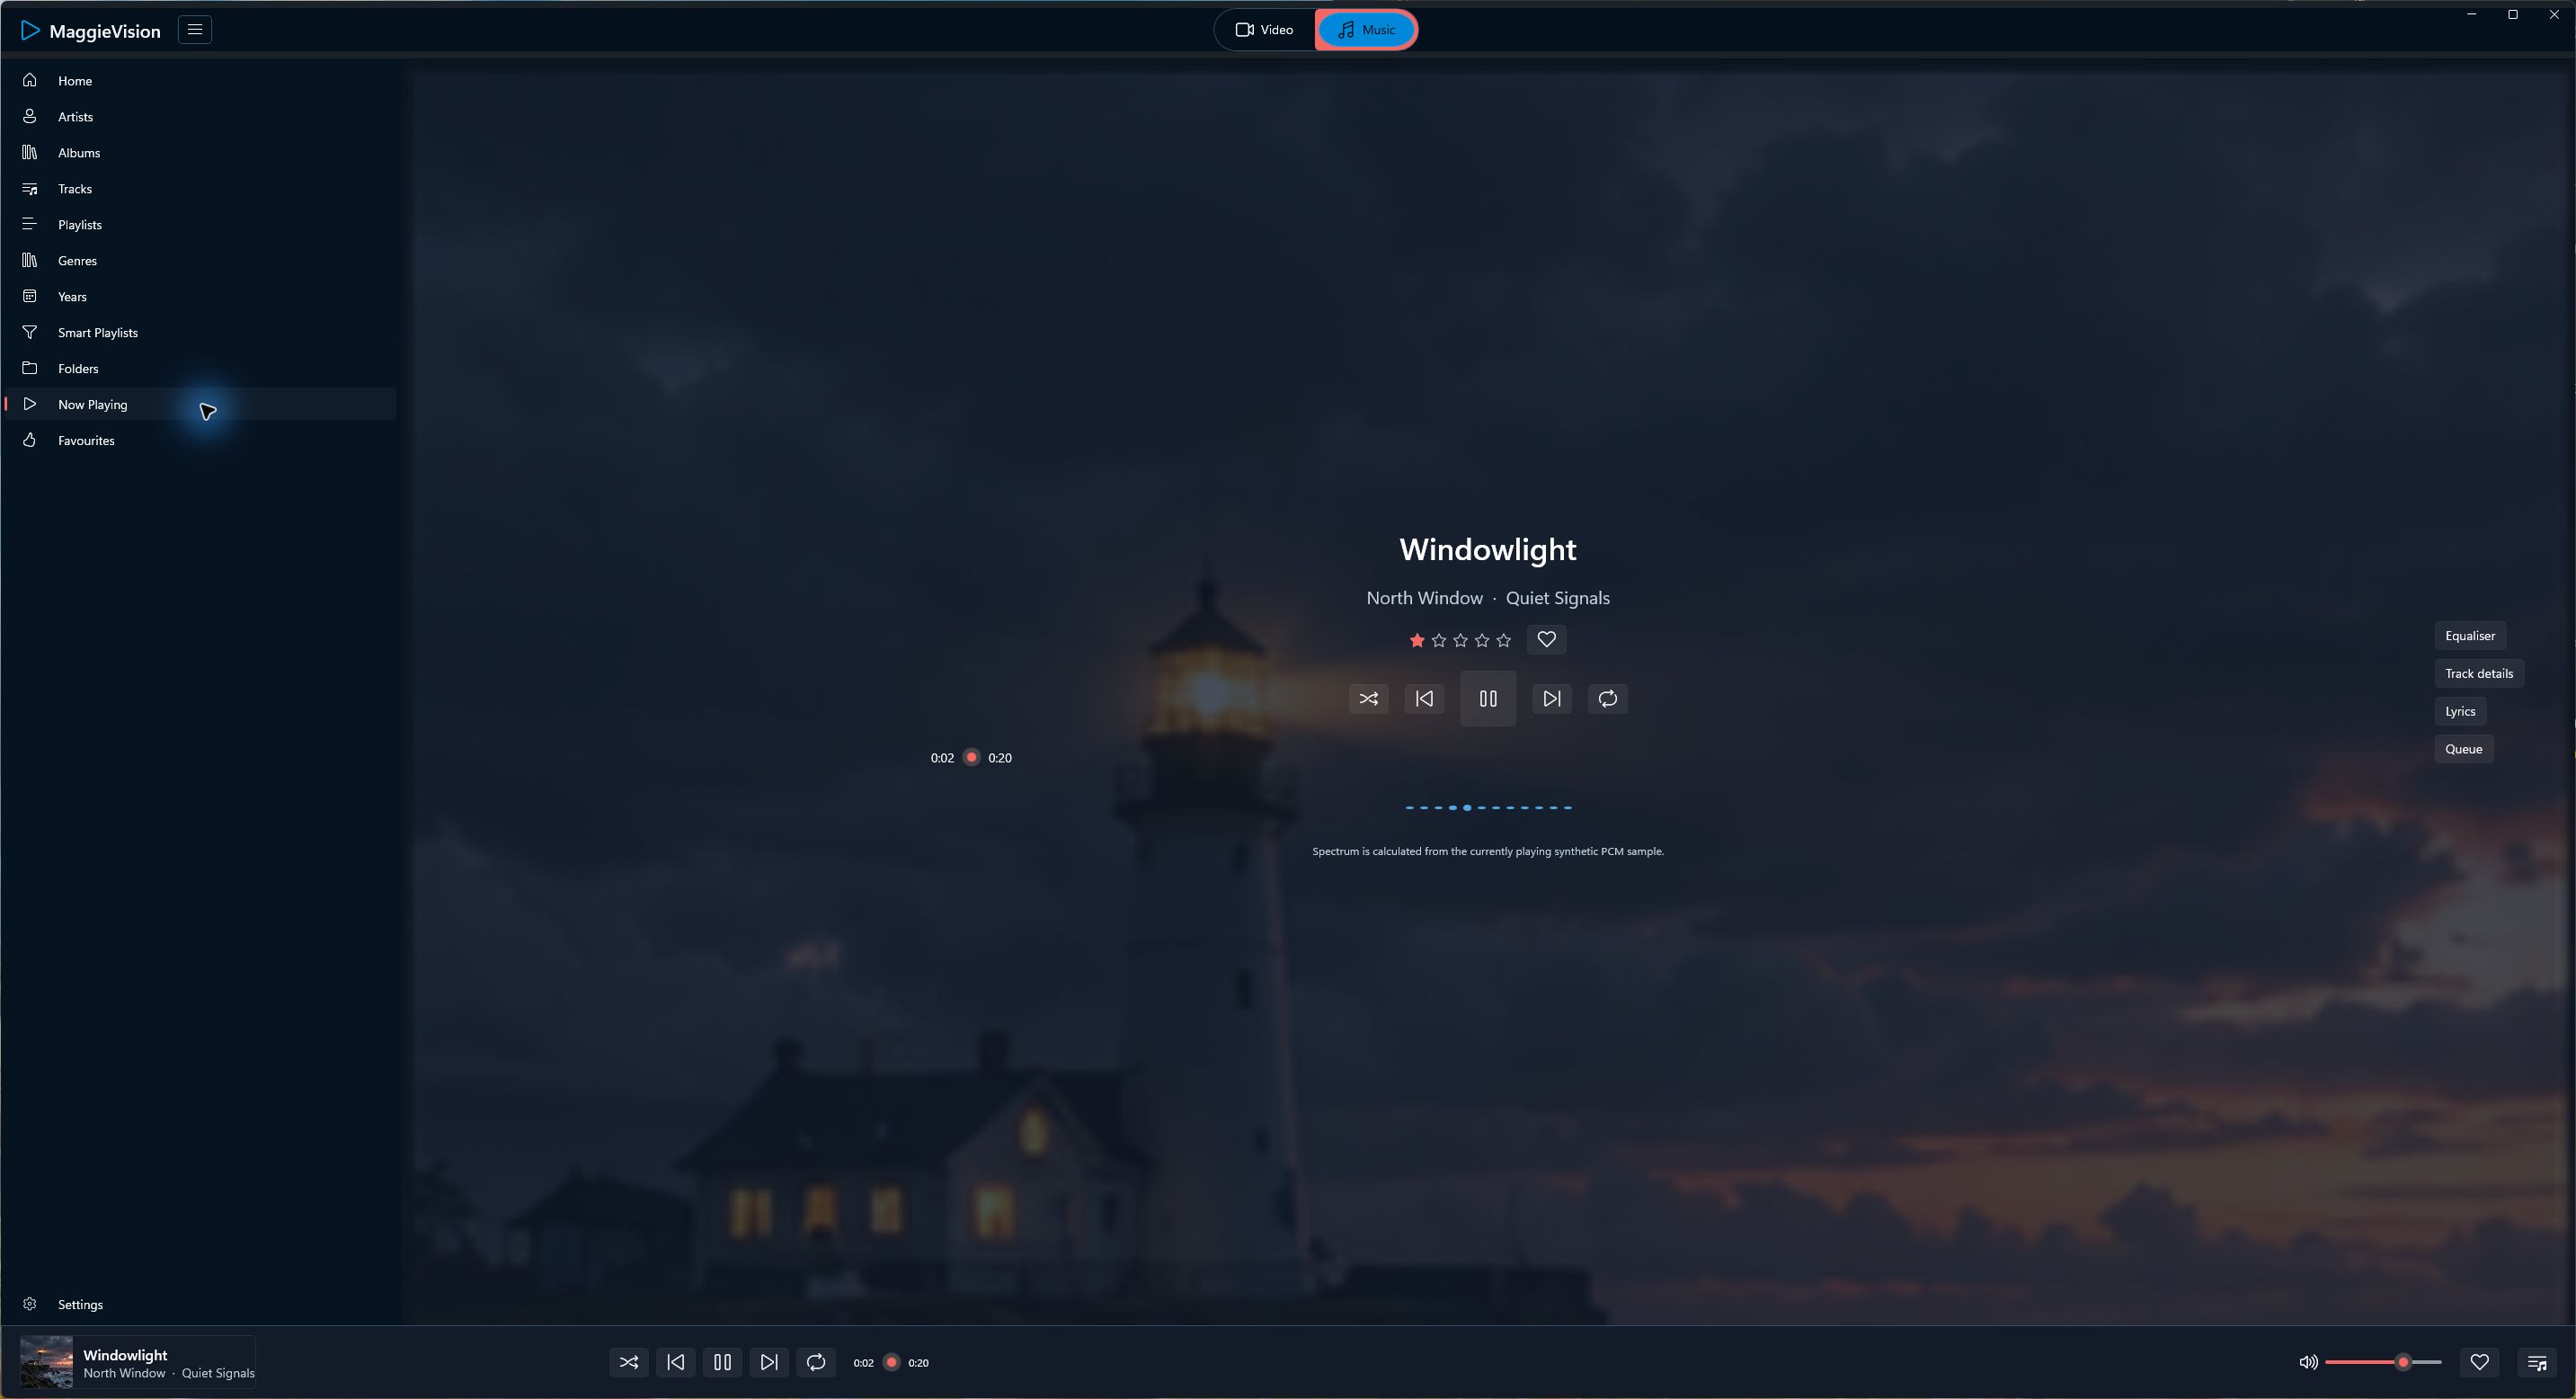 MaggieVision
Video
Music
Home
Artists
Albums
Tracks
Playlists
Genres
Years
Smart Playlists
Folders
Now Playing
Favourites
Windowlight
North Window · Quiet Signals
Equaliser
Track details
Lyrics
Queue
0:02 0:20
Spectrum is calculated from the currently playing synthetic PCM sample.
Settings
Windowlight
North Window · Quiet Signals
0:02 0:20